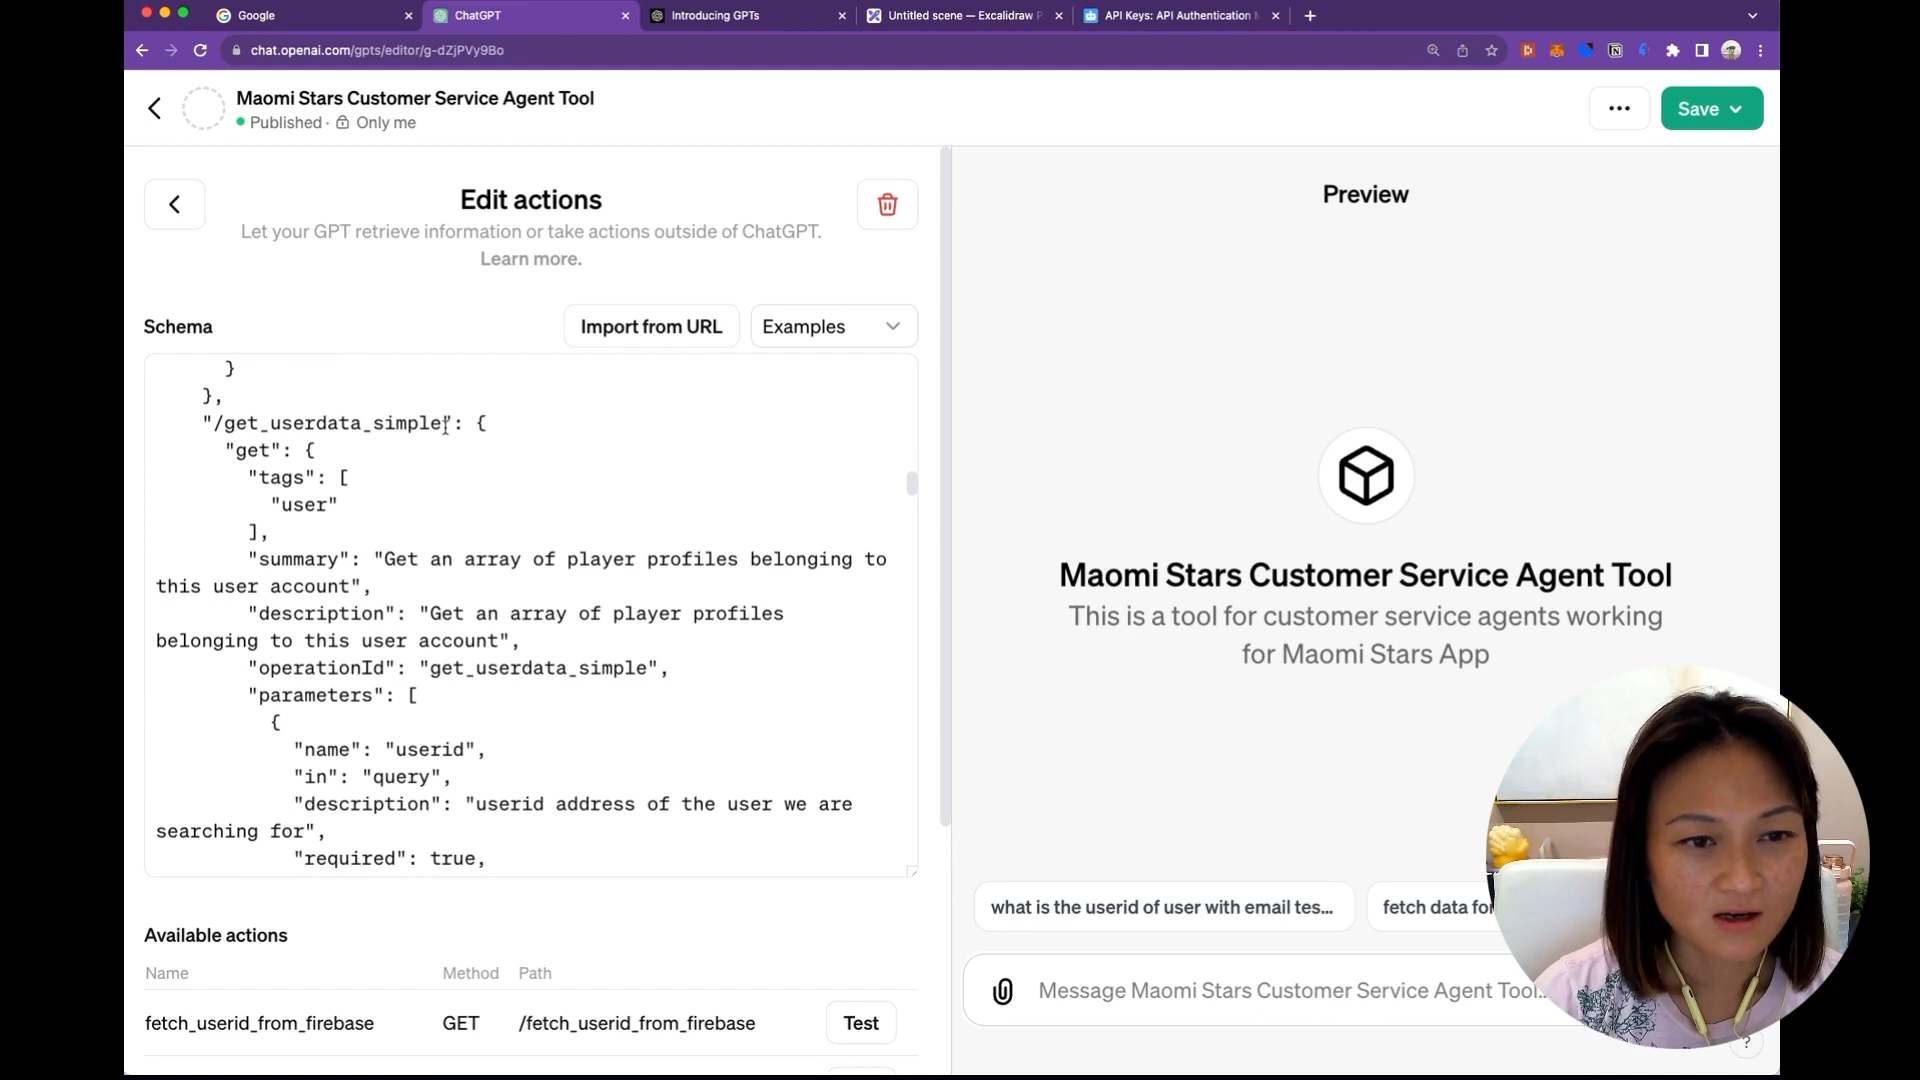 Google
ChatGPT
Introducing GPTs
Untitled scene — Excalidraw P
API Keys: API Authentication
chat.openai.com/gpts/editor/g-dZjPVy9Bo
Maomi Stars Customer Service Agent Tool
Published · Only me
Save
Edit actions
Let your GPT retrieve information or take actions outside of ChatGPT.
Learn more.
Schema
Import from URL
Examples
}
},
"/get_userdata_simple": {
"get": {
"tags": [
"user"
],
"summary": "Get an array of player profiles belonging to
this user account",
"description": "Get an array of player profiles
belonging to this user account",
"operationId": "get_userdata_simple",
"parameters": [
{
"name": "userid",
"in": "query",
"description": "userid address of the user we are
searching for",
"required": true,
Available actions
Name Method Path
fetch_userid_from_firebase GET /fetch_userid_from_firebase Test
Preview
Maomi Stars Customer Service Agent Tool
This is a tool for customer service agents working
for Maomi Stars App
what is the userid of user with email tes...
fetch data for
Message Maomi Stars Customer Service Agent Tool...
?